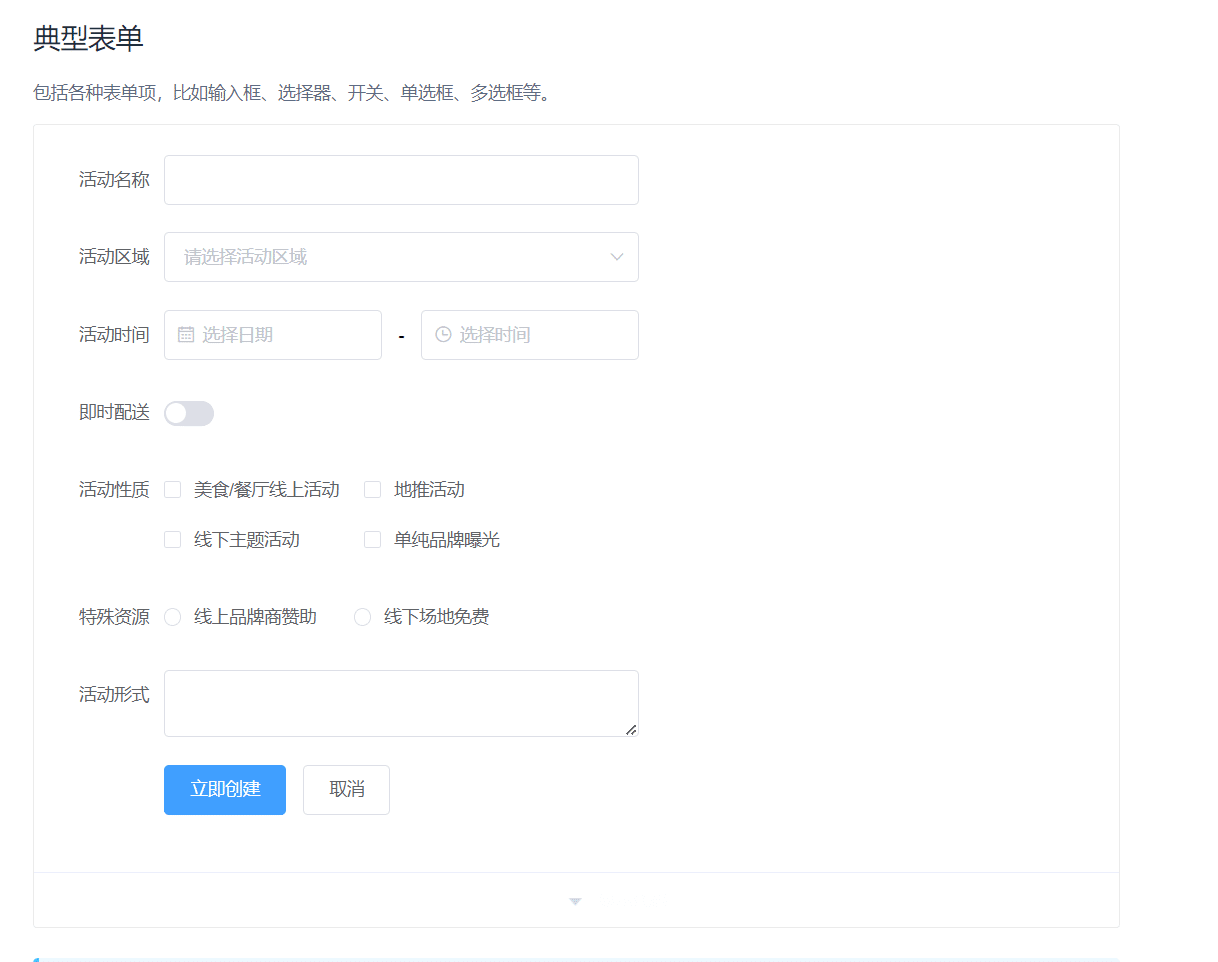 典型表单
包括各种表单项，比如输入框、选择器、开关、单选框、多选框等。
活动名称
活动区域 请选择活动区域
活动时间 选择日期 - 选择时间
即时配送
活动性质 美食/餐厅线上活动 地推活动
线下主题活动 单纯品牌曝光
特殊资源 线上品牌商赞助 线下场地免费
活动形式
立即创建 取消